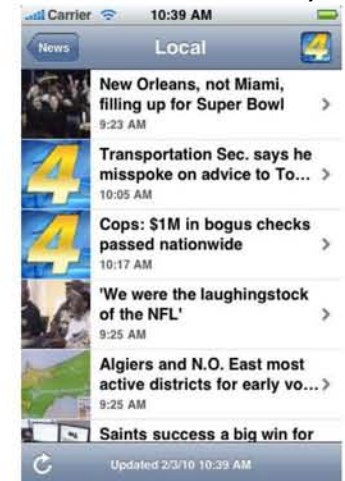 Carrier 10:39 AM
News Local 4
New Orleans, not Miami,
filling up for Super Bowl
9:23 AM
4
Transportation Sec. says he
misspoke on advice to To...
10:05 AM
4
Cops: $1M in bogus checks
passed nationwide
10:17 AM
'We were the laughingstock
of the NFL'
9:25 AM
Algiers and N.O. East most
active districts for early vo...
9:25 AM
Saints success a big win for
Updated 2/3/10 10:39 AM